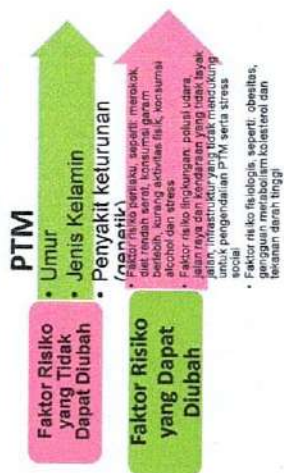 PTM
Faktor Risiko
yang Tidak
Dapat Diubah
• Umur
• Jenis Kelamin
• Penyakit keturunan
(genetik)
Faktor Risiko
yang Dapat
Diubah
• Faktor risiko berilaku, seperti: merokok,
diet rendah serat, konsumsi garam
berlebih, kurang aktivitas fisik, konsumsi
alcohol dan stress
• Faktor risiko lingkungan: polusi udara,
jalan raya dan kendaraan yang tidak layak
jalan, infrastruktur yang tidak mendukung
untuk pengendalian PTM serta stress
social
• Faktor risiko fisiologis, seperti: obesitas,
gangguan metabolism.kolesterol dan
tekanan darah tinggi